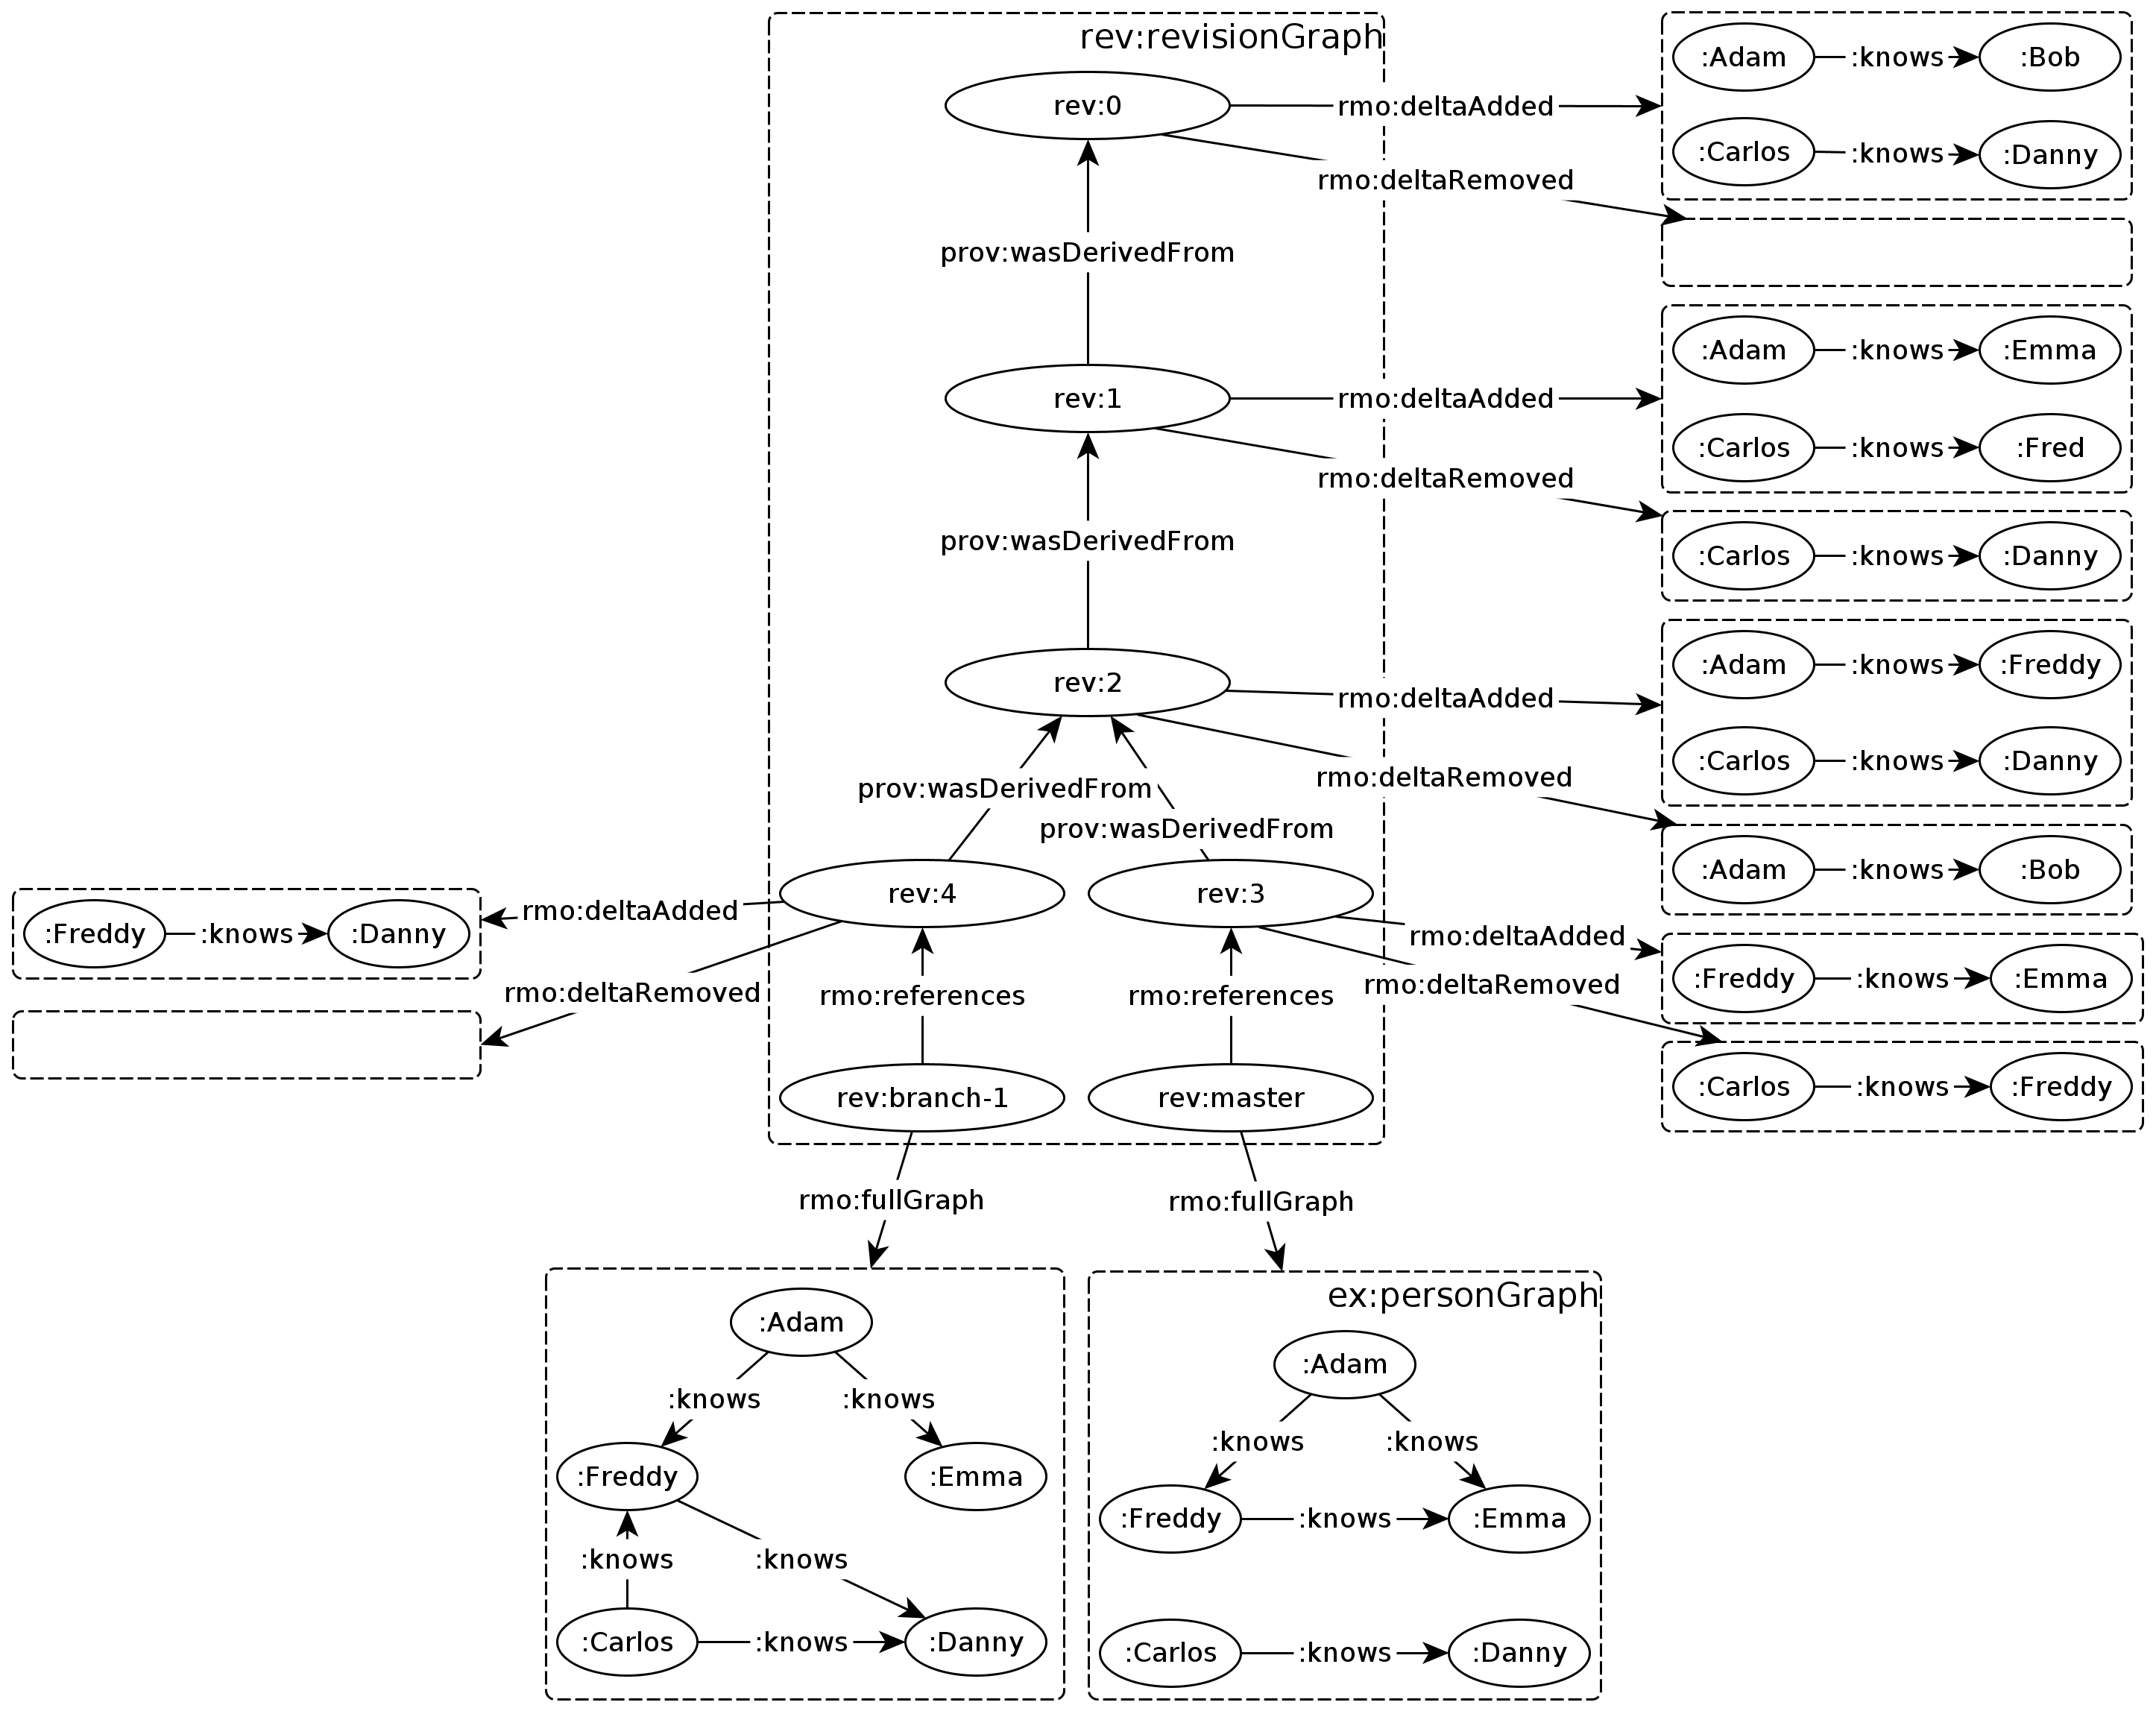 rev:revisionGraph
rev:0
rmo:deltaAdded
:Adam :knows :Bob
:Carlos :knows :Danny
rmo:deltaRemoved
prov:wasDerivedFrom
rev:1
rmo:deltaAdded
:Adam :knows :Emma
:Carlos :knows :Fred
rmo:deltaRemoved
:Carlos :knows :Danny
prov:wasDerivedFrom
rev:2
rmo:deltaAdded
:Adam :knows :Freddy
:Carlos :knows :Danny
rmo:deltaRemoved
:Adam :knows :Bob
prov:wasDerivedFrom
prov:wasDerivedFrom
rev:4
rmo:deltaAdded
:Freddy :knows :Danny
rmo:deltaRemoved
rev:3
rmo:deltaAdded
:Freddy :knows :Emma
rmo:deltaRemoved
:Carlos :knows :Freddy
rmo:references
rmo:references
rev:branch-1
rev:master
rmo:fullGraph
rmo:fullGraph
:Adam
:knows :knows
:Freddy :Emma
:knows :knows
:Carlos :knows :Danny
ex:personGraph
:Adam
:knows :knows
:Freddy :knows :Emma
:Carlos :knows :Danny